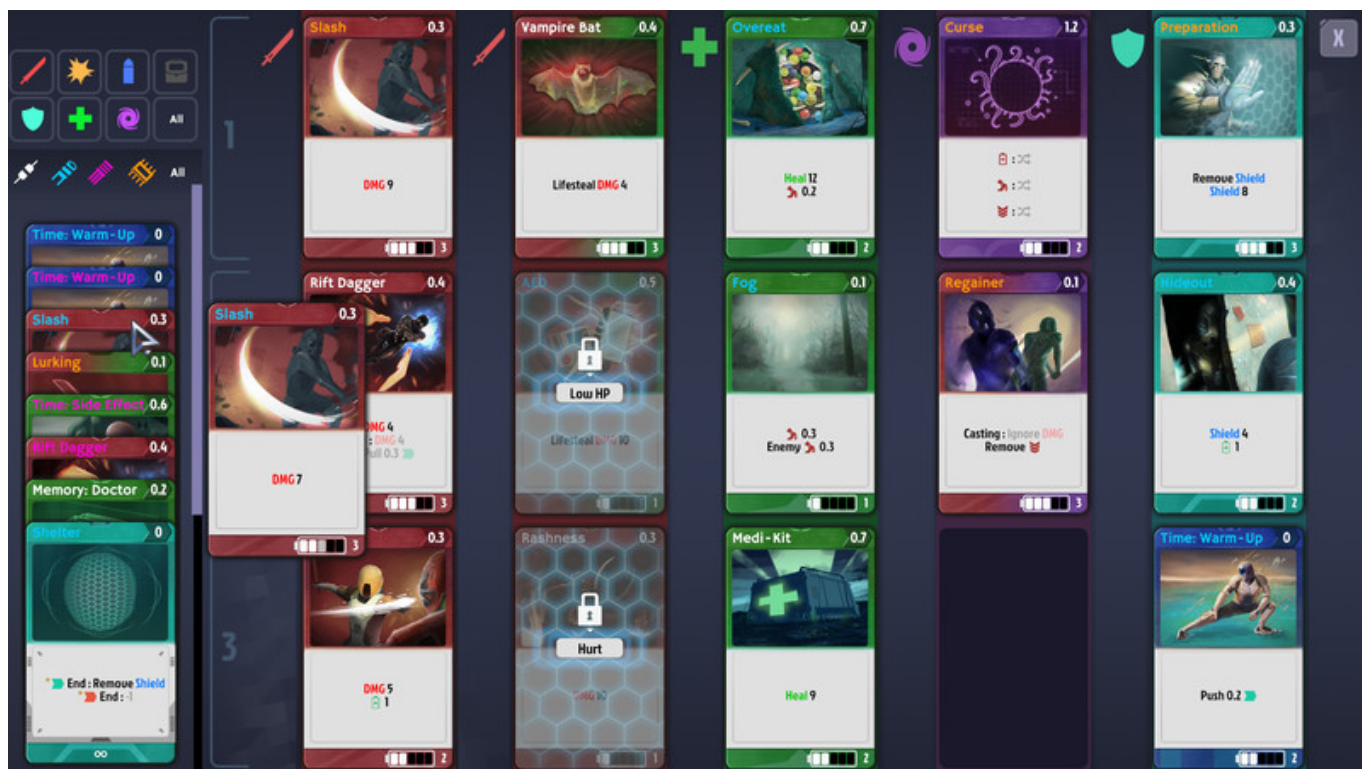 Slash 0.3
DMG 9
3
Vampire Bat 0.4
Lifesteal DMG 4
3
Overeat 0.7
Heal 12
0.2
2
Curse 1.2
:
:
:
2
Preparation 0.3
Remove Shield
Shield 8
3
X
All
All
1
Time: Warm-Up 0
Time: Warm-Up 0
Slash 0.3
Lurking 0.1
Time: Side Effect 0.6
Rift Dagger 0.4
Memory: Doctor 0.2
Shelter 0
End : Remove Shield
End : -1
∞
Slash 0.3
DMG 7
3
Rift Dagger 0.4
DMG 4
: DMG 4
Pull 0.3
3
AED 0.5
Low HP
Lifesteal DMG 10
1
Fog 0.1
0.3
Enemy 0.3
1
Regainer 0.1
Casting : Ignore DMG
Remove
3
Hideout 0.4
Shield 4
1
2
3
0.3
DMG 5
1
2
Rashness 0.3
Hurt
DMG 10
1
Medi-Kit 0.7
Heal 9
2
Time: Warm-Up 0
Push 0.2
2